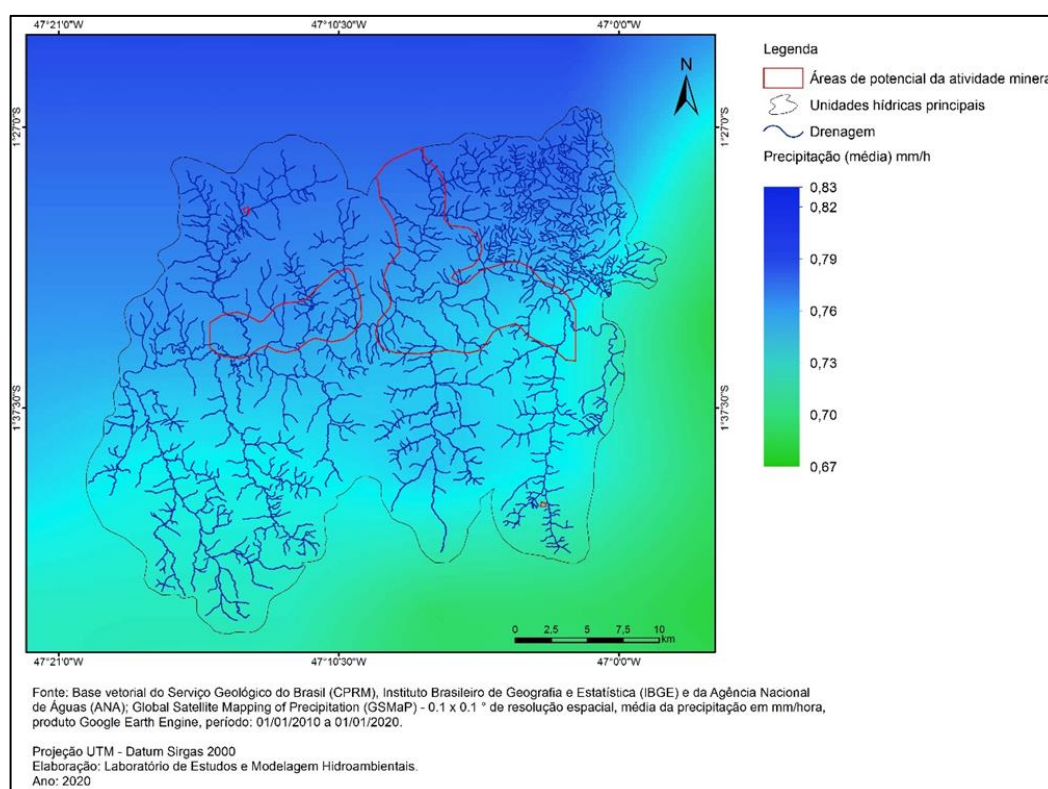 47°21'0"W 47°10'30"W 47°0'0"W
N
1°27'0"S 1°27'0"S
1°37'30"S 1°37'30"S
0 2,5 5 7,5 10
km
47°21'0"W 47°10'30"W 47°0'0"W
Legenda
Áreas de potencial da atividade minera
Unidades hídricas principais
Drenagem
Precipitação (média) mm/h
0,83
0,82
0,79
0,76
0,73
0,70
0,67
Fonte: Base vetorial do Serviço Geológico do Brasil (CPRM), Instituto Brasileiro de Geografia e Estatística (IBGE) e da Agência Nacional
de Águas (ANA); Global Satellite Mapping of Precipitation (GSMaP) - 0.1 x 0.1 ° de resolução espacial, média da precipitação em mm/hora,
produto Google Earth Engine, período: 01/01/2010 a 01/01/2020.
Projeção UTM - Datum Sirgas 2000
Elaboração: Laboratório de Estudos e Modelagem Hidroambientais.
Ano: 2020